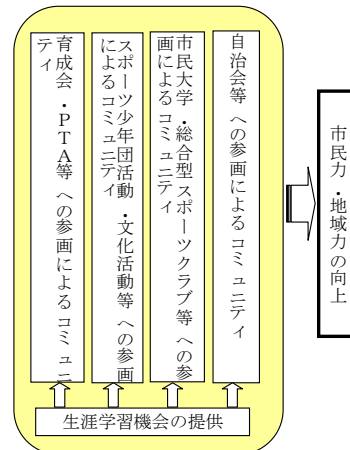 育成会・PTA等への参画によるコミュニ
ティ
スポーツ少年団活動・文化活動等への参画
によるコミュニティ
市民大学・総合型スポーツクラブ等への参
画によるコミュニティ
自治会等への参画によるコミュニティ
生涯学習機会の提供
市民力・地域力の向上